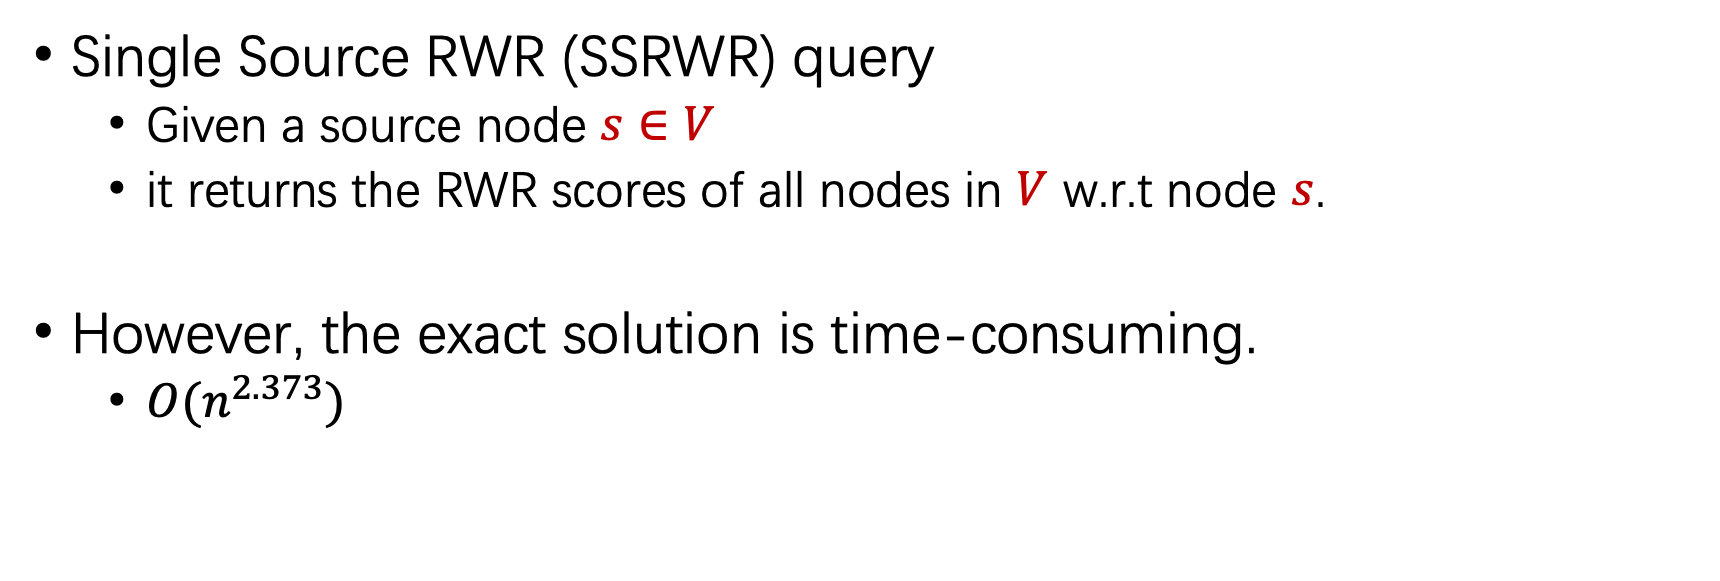 • Single Source RWR (SSRWR) query
• Given a source node s ∈ V
• it returns the RWR scores of all nodes in V w.r.t node s.
• However, the exact solution is time-consuming.
• O(n^2.373)